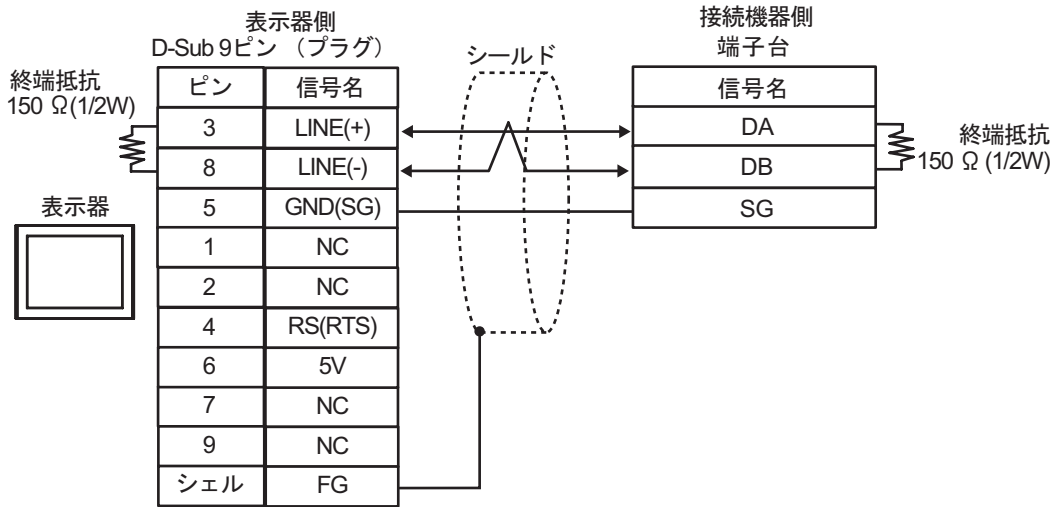 表示器側
D-Sub 9ピン （プラグ）
シールド
接続機器側
端子台
終端抵抗
150 Ω(1/2W)
ピン 信号名
3 LINE(+)
8 LINE(-)
5 GND(SG)
1 NC
2 NC
4 RS(RTS)
6 5V
7 NC
9 NC
シェル FG
表示器
信号名
DA
DB
SG
終端抵抗
150 Ω (1/2W)